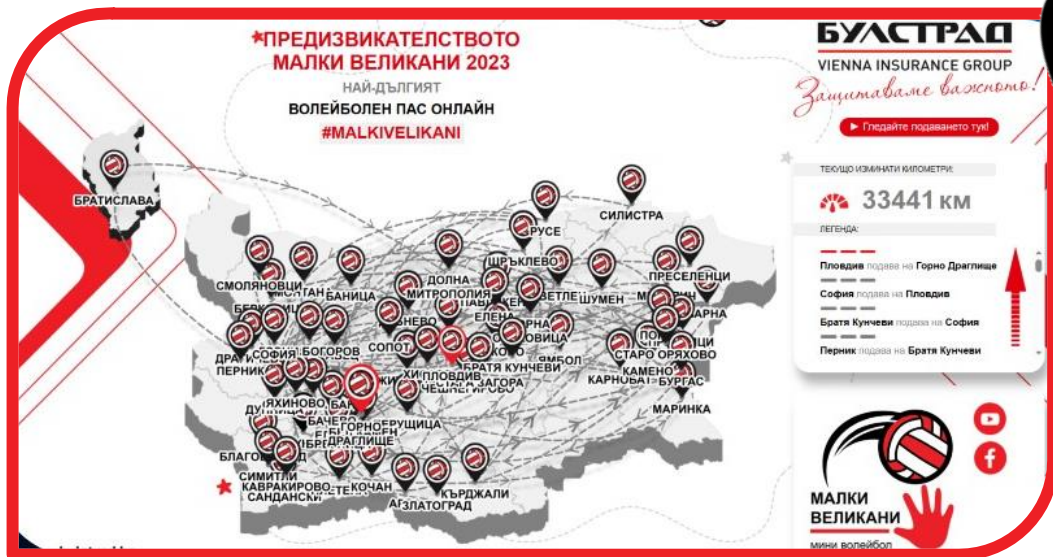 ПРЕДИЗВИКАТЕЛСТВОТО
МАЛКИ ВЕЛИКАНИ 2023
НАЙ-ДЪЛГИЯТ
ВОЛЕЙБОЛЕН ПАС ОНЛАЙН
#MALKIVELIKANI
БУЛСТРАД
VIENNA INSURANCE GROUP
Защитаваме важното!
Гледайте подаването тук!
ТЕКУЩО ИЗМИНАТИ КИЛОМЕТРИ:
33441 км
ЛЕГЕНДА:
Пловдив подава на Горно Драглище
София подава на Пловдив
Братя Кунчеви подава на София
Перник подава на Братя Кунчеви
МАЛКИ
ВЕЛИКАНИ
мини волейбол
БРАТИСЛАВА
СИЛИСТРА
РУСЕ
ЩРЪКЛЕВО
ДОЛНА
МИТРОПОЛИЯ
ПРЕСЕЛЕНЦИ
СМОЛЯНОВЦИ
БАНИЦА
ШУМЕН
ЕЛЕНА
СОФИЯ
БОГОРОВ
СОПОТ
ПЕРНИК
ПЛОВДИВ
БРАТЯ КУНЧЕВИ
ЯМБОЛ
СТАРО ОРЯХОВО
КАМЕНО
КАРНОБАТ
БУРГАС
МАРИНКА
ГОРНО
ДРАГЛИЩЕ
СИМИТЛИ
КАВРАКИРОВО
САНДАНСКИ
КОЧАН
ЗЛАТОГРАД
КЪРДЖАЛИ